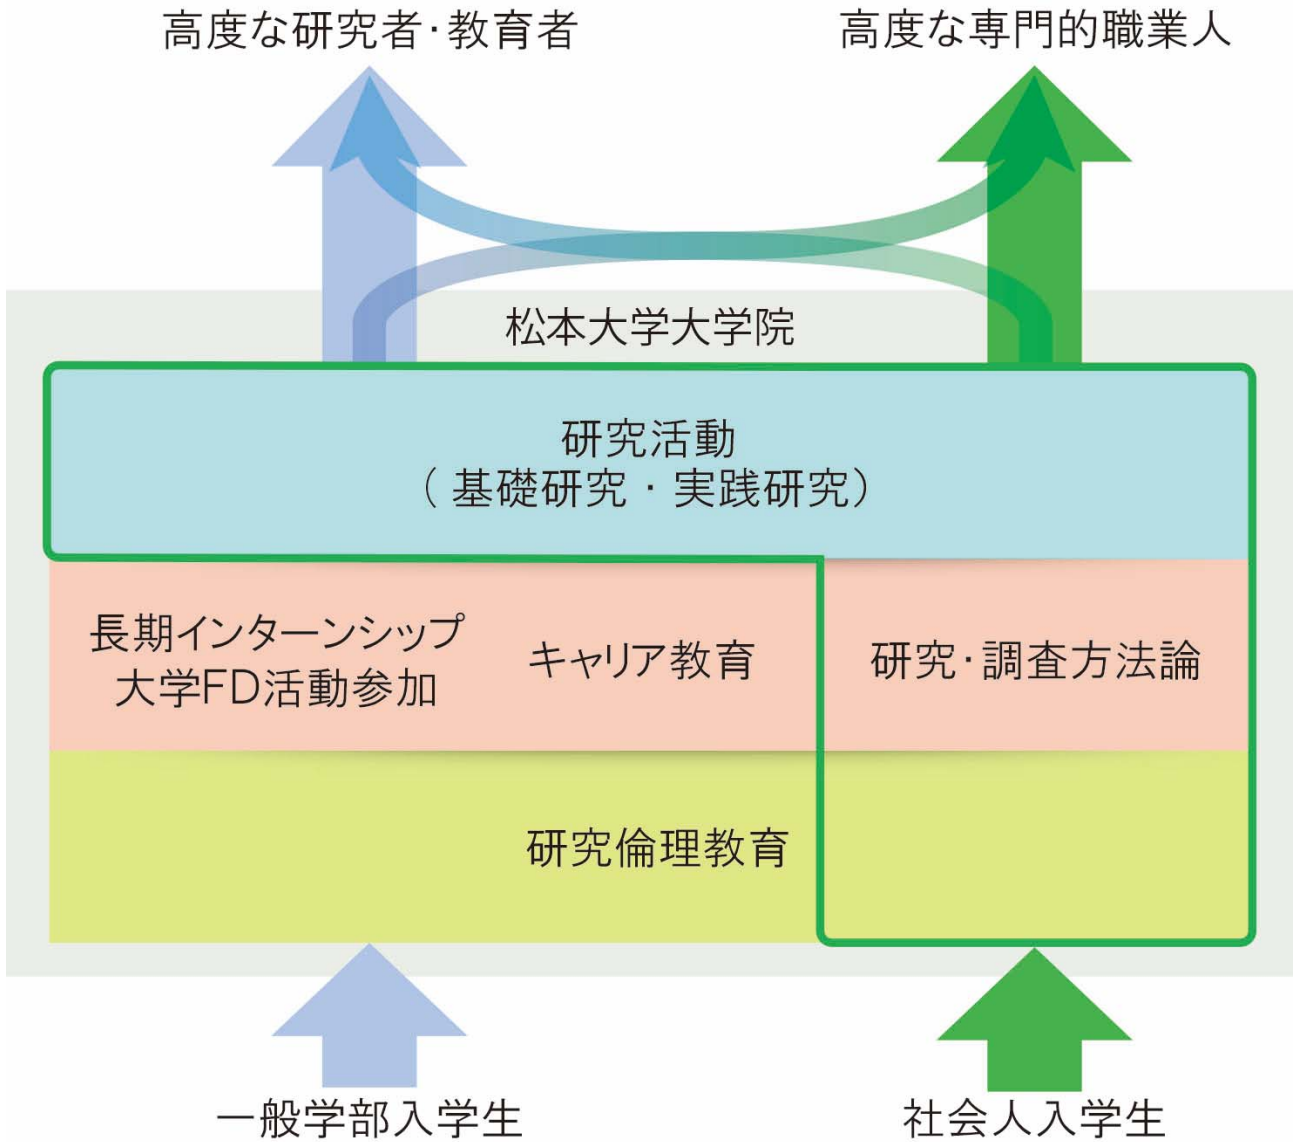 高度な研究者・教育者
高度な専門的職業人
松本大学大学院
研究活動
（基礎研究・実践研究）
長期インターンシップ
大学FD活動参加
キャリア教育
研究・調査方法論
研究倫理教育
一般学部入学生
社会人入学生